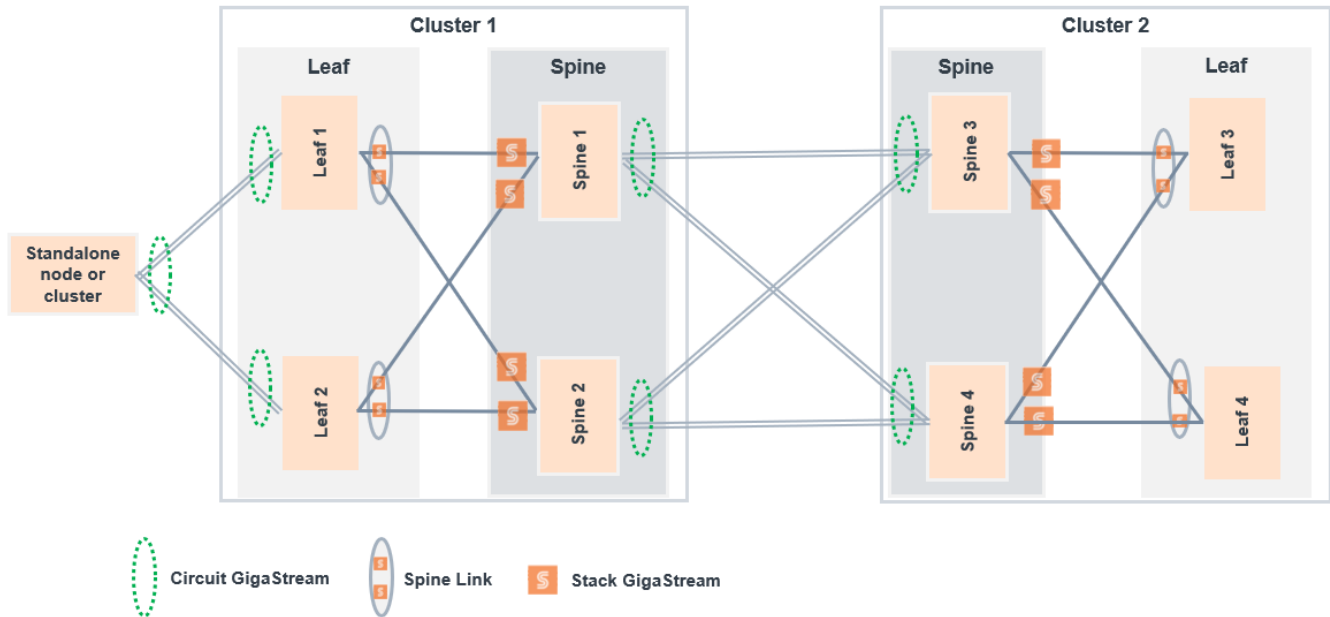 Cluster 1
Cluster 2
Leaf
Spine
Spine
Leaf
Leaf 1
Spine 1
Spine 3
Leaf 3
Standalone
node or
cluster
Leaf 2
Spine 2
Spine 4
Leaf 4
Circuit GigaStream
Spine Link
Stack GigaStream